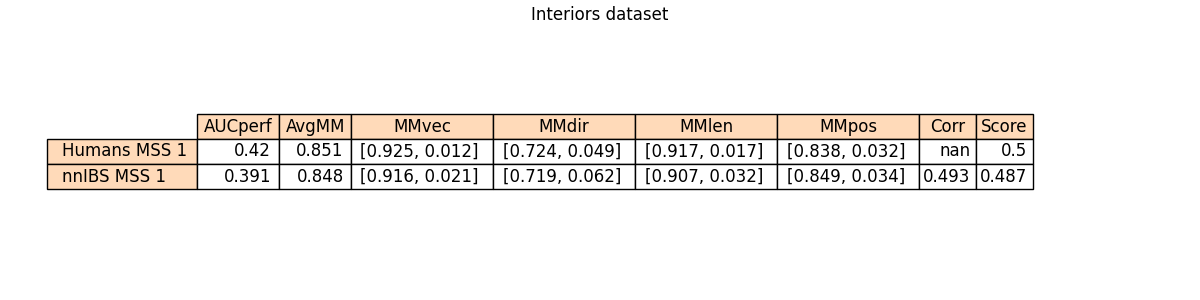 Interiors dataset
AUCperf AvgMM MMvec MMdir MMlen MMpos Corr Score
Humans MSS 1 0.42 0.851 [0.925, 0.012] [0.724, 0.049] [0.917, 0.017] [0.838, 0.032] nan 0.5
nnIBS MSS 1 0.391 0.848 [0.916, 0.021] [0.719, 0.062] [0.907, 0.032] [0.849, 0.034] 0.493 0.487